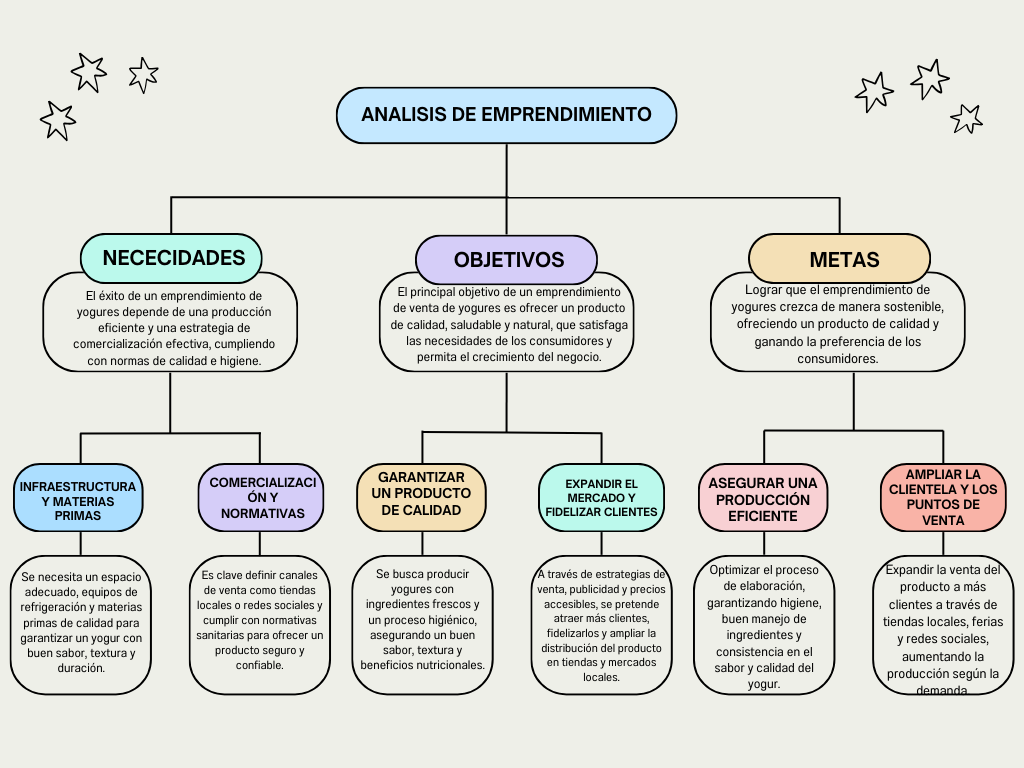 ANALISIS DE EMPRENDIMIENTO
NECECIDADES
El éxito de un emprendimiento de
yogures depende de una producción
eficiente y una estrategia de
comercialización efectiva, cumpliendo
con normas de calidad e higiene.
OBJETIVOS
El principal objetivo de un emprendimiento
de venta de yogures es ofrecer un producto
de calidad, saludable y natural, que satisfaga
las necesidades de los consumidores y
permita el crecimiento del negocio.
METAS
Lograr que el emprendimiento de
yogures crezca de manera sostenible,
ofreciendo un producto de calidad y
ganando la preferencia de los
consumidores.
INFRAESTRUCTURA
Y MATERIAS
PRIMAS
Se necesita un espacio
adecuado, equipos de
refrigeración y materias
primas de calidad para
garantizar un yogur con
buen sabor, textura y
duración.
COMERCIALIZACI
ÓN Y
NORMATIVAS
Es clave definir canales
de venta como tiendas
locales o redes sociales y
cumplir con normativas
sanitarias para ofrecer un
producto seguro y
confiable.
GARANTIZAR
UN PRODUCTO
DE CALIDAD
Se busca producir
yogures con
ingredientes frescos y
un proceso higiénico,
asegurando un buen
sabor, textura y
beneficios nutricionales.
EXPANDIR EL
MERCADO Y
FIDELIZAR CLIENTES
A través de estrategias de
venta, publicidad y precios
accesibles, se pretende
atraer más clientes,
fidelizarlos y ampliar la
distribución del producto
en tiendas y mercados
locales.
ASEGURAR UNA
PRODUCCIÓN
EFICIENTE
Optimizar el proceso
de elaboración,
garantizando higiene,
buen manejo de
ingredientes y
consistencia en el
sabor y calidad del
yogur.
AMPLIAR LA
CLIENTELA Y LOS
PUNTOS DE
VENTA
Expandir la venta del
producto a más
clientes a través de
tiendas locales, ferias
y redes sociales,
aumentando la
producción según la
demanda.